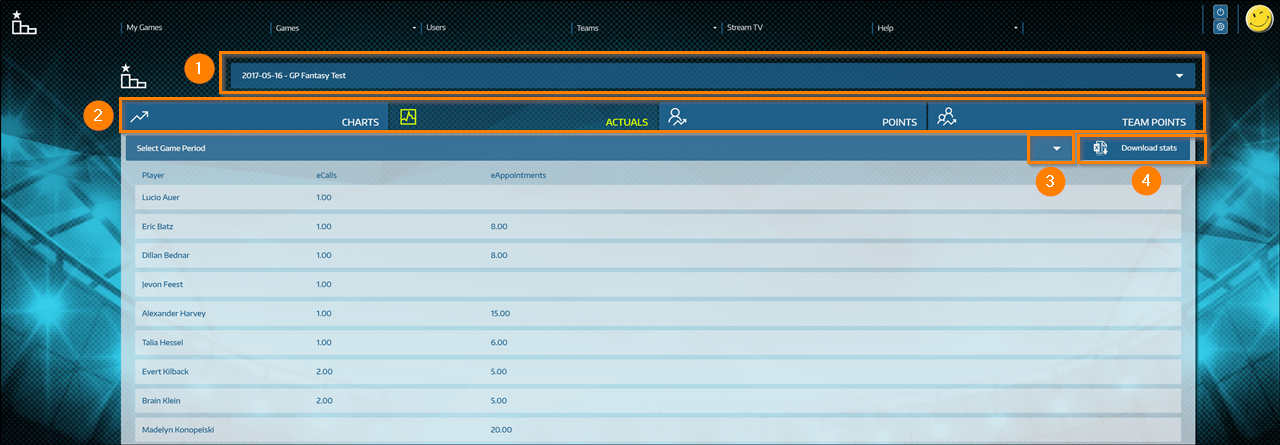 My Games Games Users Teams Stream TV Help
1
2017-05-16 - GP Fantasy Test
2
CHARTS ACTUALS POINTS TEAM POINTS
Select Game Period Download stats
3 4
Player eCalls eAppointments
Lucio Auer 1.00
Eric Batz 1.00 8.00
Dillan Bednar 1.00 8.00
Jevon Feest 1.00
Alexander Harvey 1.00 15.00
Talia Hessel 1.00 6.00
Evert Kilback 2.00 5.00
Brain Klein 2.00 5.00
Madelyn Konopelski 20.00